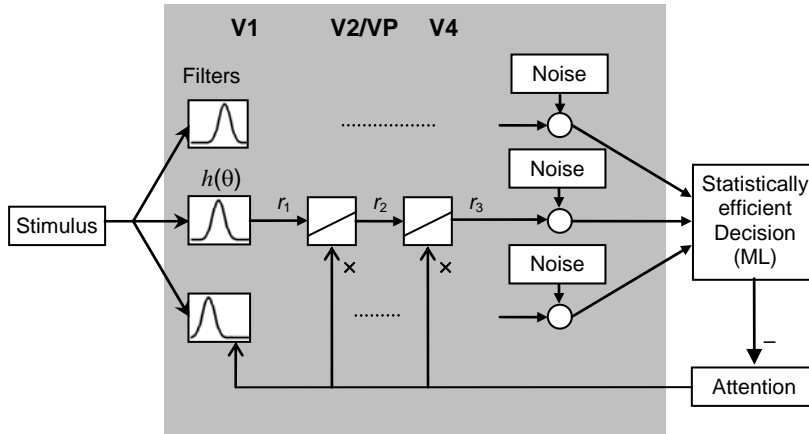 V1 V2/VP V4
Filters
Noise
h(θ)
Noise
Stimulus
r1
r2
r3
×
×
Noise
Statistically
efficient
Decision
(ML)
–
Attention